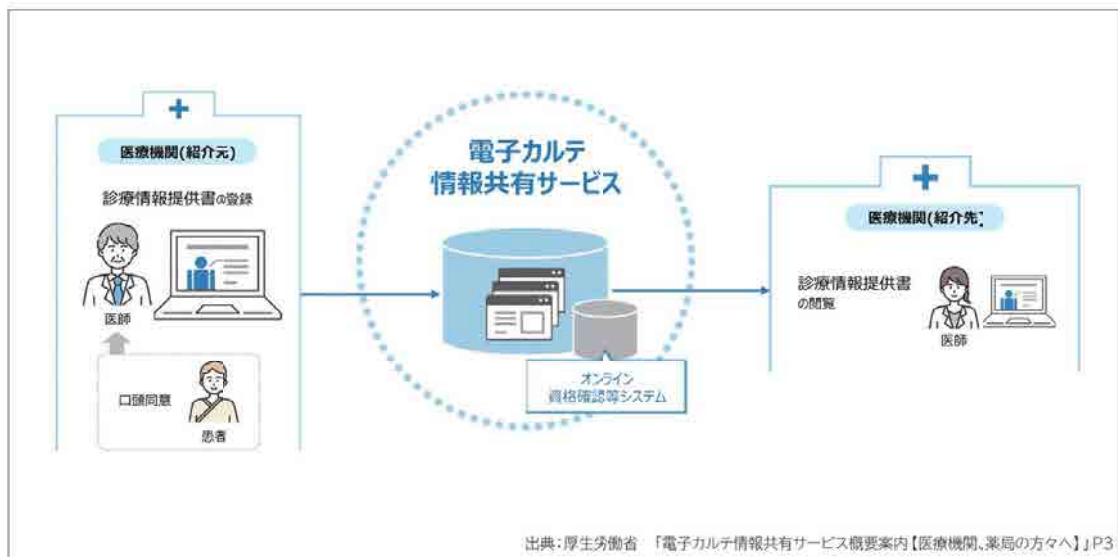 医療機関(紹介元)
診療情報提供書の登録
医師
口頭同意
患者
電子カルテ
情報共有サービス
オンライン
資格確認等システム
医療機関(紹介先)
診療情報提供書
の閲覧
医師
出典：厚生労働省 「電子カルテ情報共有サービス概要案内【医療機関、薬局の方々へ】」P3